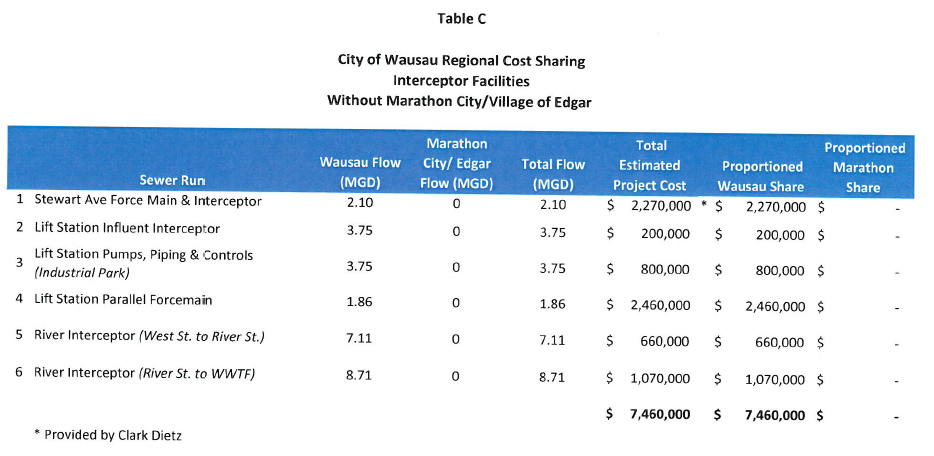 Table C
City of Wausau Regional Cost Sharing
Interceptor Facilities
Without Marathon City/Village of Edgar
Sewer Run Wausau Flow (MGD) Marathon City/ Edgar Flow (MGD) Total Flow (MGD) Total Estimated Project Cost Proportioned Wausau Share Proportioned Marathon Share
1 Stewart Ave Force Main & Interceptor 2.10 0 2.10 $ 2,270,000 * $ 2,270,000 $ -
2 Lift Station Influent Interceptor 3.75 0 3.75 $ 200,000 $ 200,000 $ -
3 Lift Station Pumps, Piping & Controls (Industrial Park) 3.75 0 3.75 $ 800,000 $ 800,000 $ -
4 Lift Station Parallel Forcemain 1.86 0 1.86 $ 2,460,000 $ 2,460,000 $ -
5 River Interceptor (West St. to River St.) 7.11 0 7.11 $ 660,000 $ 660,000 $ -
6 River Interceptor (River St. to WWTF) 8.71 0 8.71 $ 1,070,000 $ 1,070,000 $ -
$ 7,460,000 $ 7,460,000 $ -
* Provided by Clark Dietz